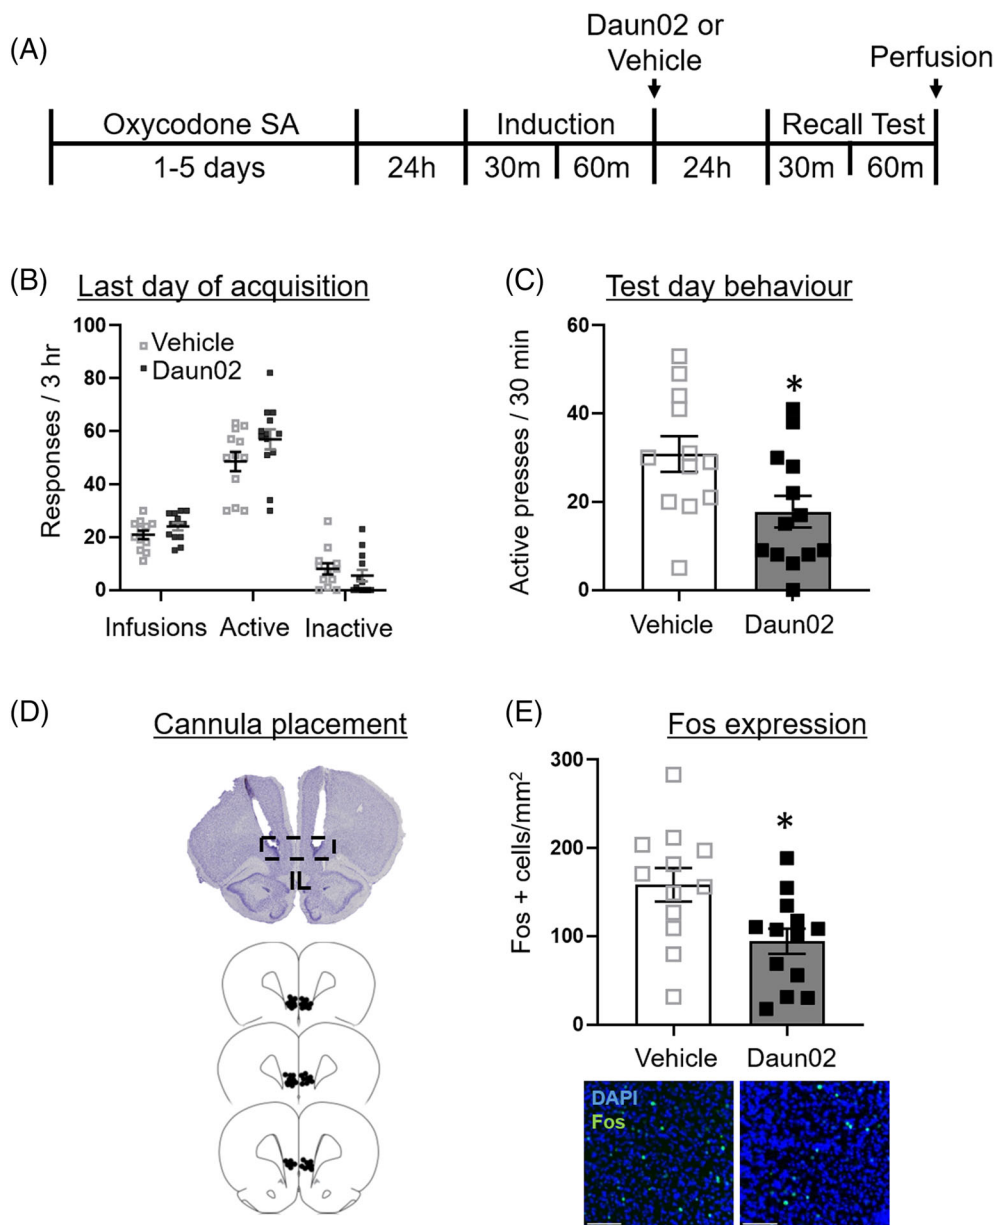 (A)
Daun02 or
Vehicle
Perfusion
Oxycodone SA
Induction
Recall Test
1-5 days
24h
30m
60m
24h
30m
60m
(B)
Last day of acquisition
Responses / 3 hr
100
80
60
40
20
0
Vehicle
Daun02
Infusions
Active
Inactive
(C)
Test day behaviour
Active presses / 30 min
60
40
20
0
*
Vehicle
Daun02
(D)
Cannula placement
IL
(E)
Fos expression
Fos + cells/mm²
300
200
100
0
*
Vehicle
Daun02
DAPI
Fos